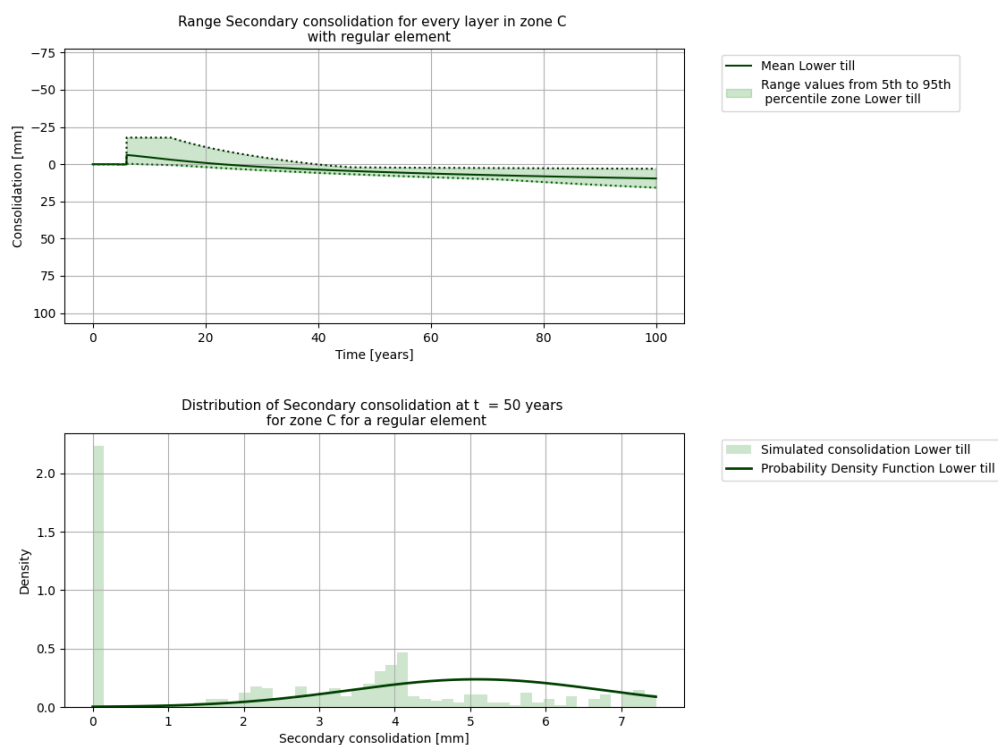 Range Secondary consolidation for every layer in zone C
with regular element
−75
−50
−25
0
25
50
75
100
Consolidation [mm]
0
20
40
60
80
100
Time [years]
Mean Lower till
Range values from 5th to 95th
percentile zone Lower till
Distribution of Secondary consolidation at t  = 50 years
for zone C for a regular element
2.0
1.5
1.0
0.5
0.0
Density
0
1
2
3
4
5
6
7
Secondary consolidation [mm]
Simulated consolidation Lower till
Probability Density Function Lower till